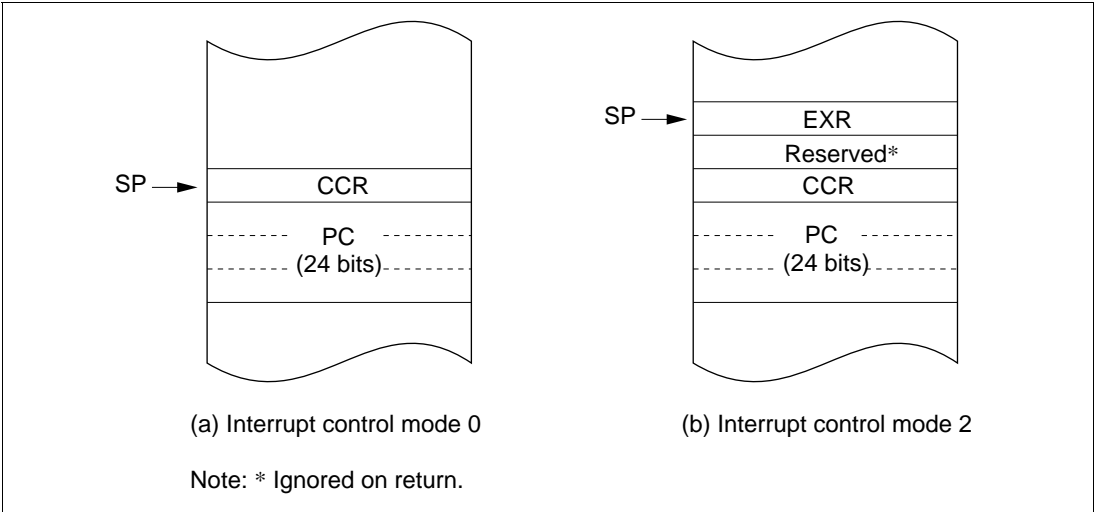 SP
CCR
PC
(24 bits)
(a) Interrupt control mode 0
SP
EXR
Reserved*
CCR
PC
(24 bits)
(b) Interrupt control mode 2
Note: * Ignored on return.